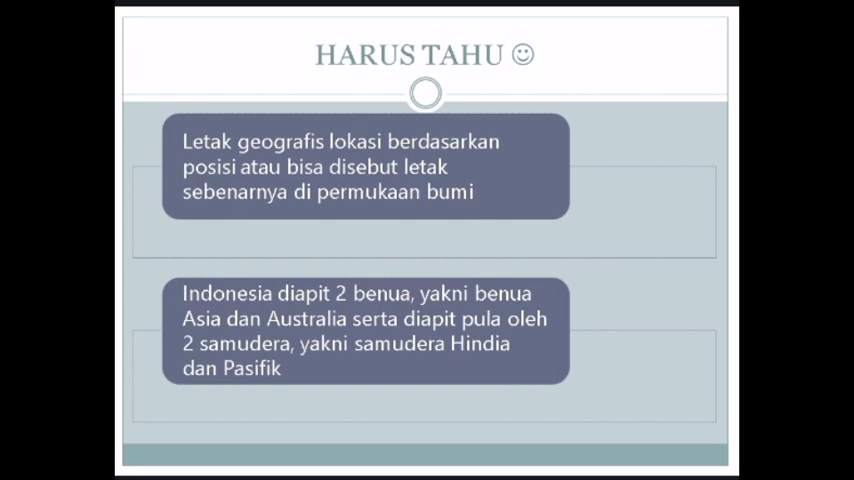 HARUS TAHU ☺
Letak geografis lokasi berdasarkan
posisi atau bisa disebut letak
sebenarnya di permukaan bumi
Indonesia diapit 2 benua, yakni benua
Asia dan Australia serta diapit pula oleh
2 samudera, yakni samudera Hindia
dan Pasifik